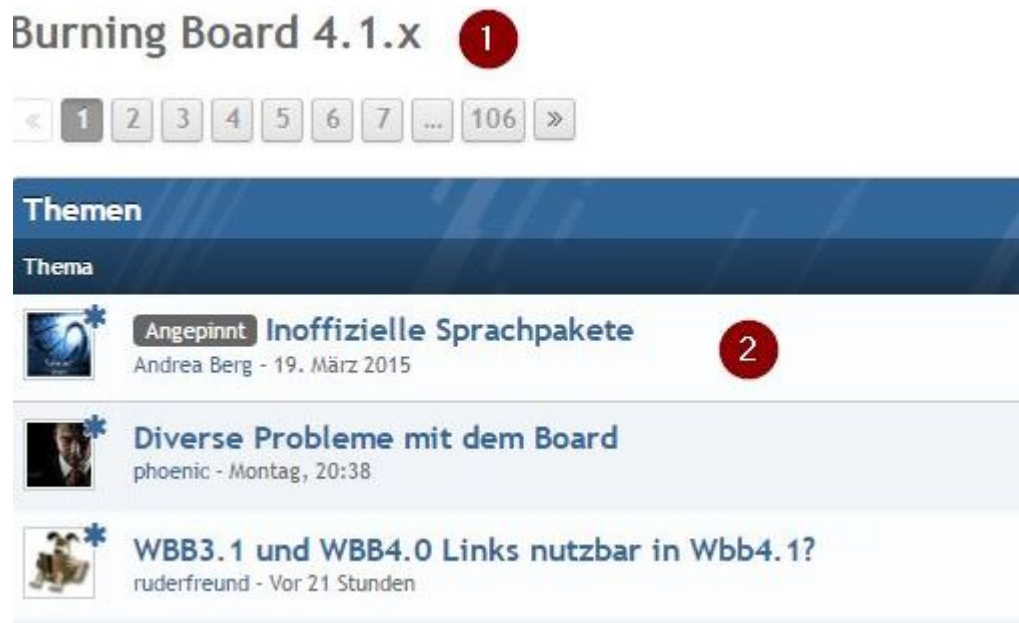 Burning Board 4.1.x 1
« 1 2 3 4 5 6 7 … 106 »
Themen
Thema
Angepinnt Inoffizielle Sprachpakete 2
Andrea Berg - 19. März 2015
Diverse Probleme mit dem Board
phoenic - Montag, 20:38
WBB3.1 und WBB4.0 Links nutzbar in Wbb4.1?
ruderfreund - Vor 21 Stunden